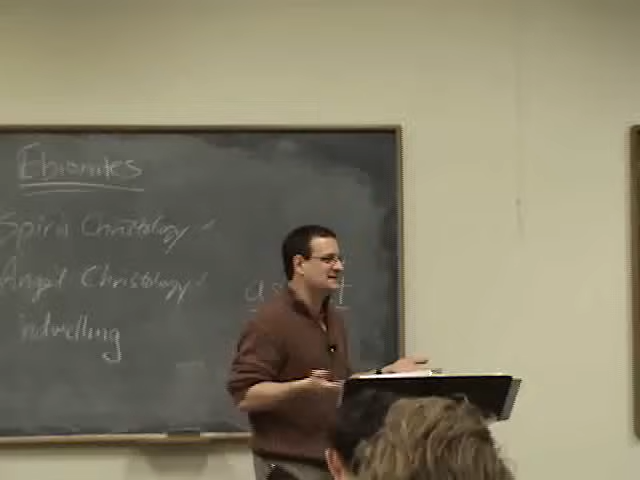 Ebionites
Spirit Christology ✓
Angel Christology ✓
indwelling